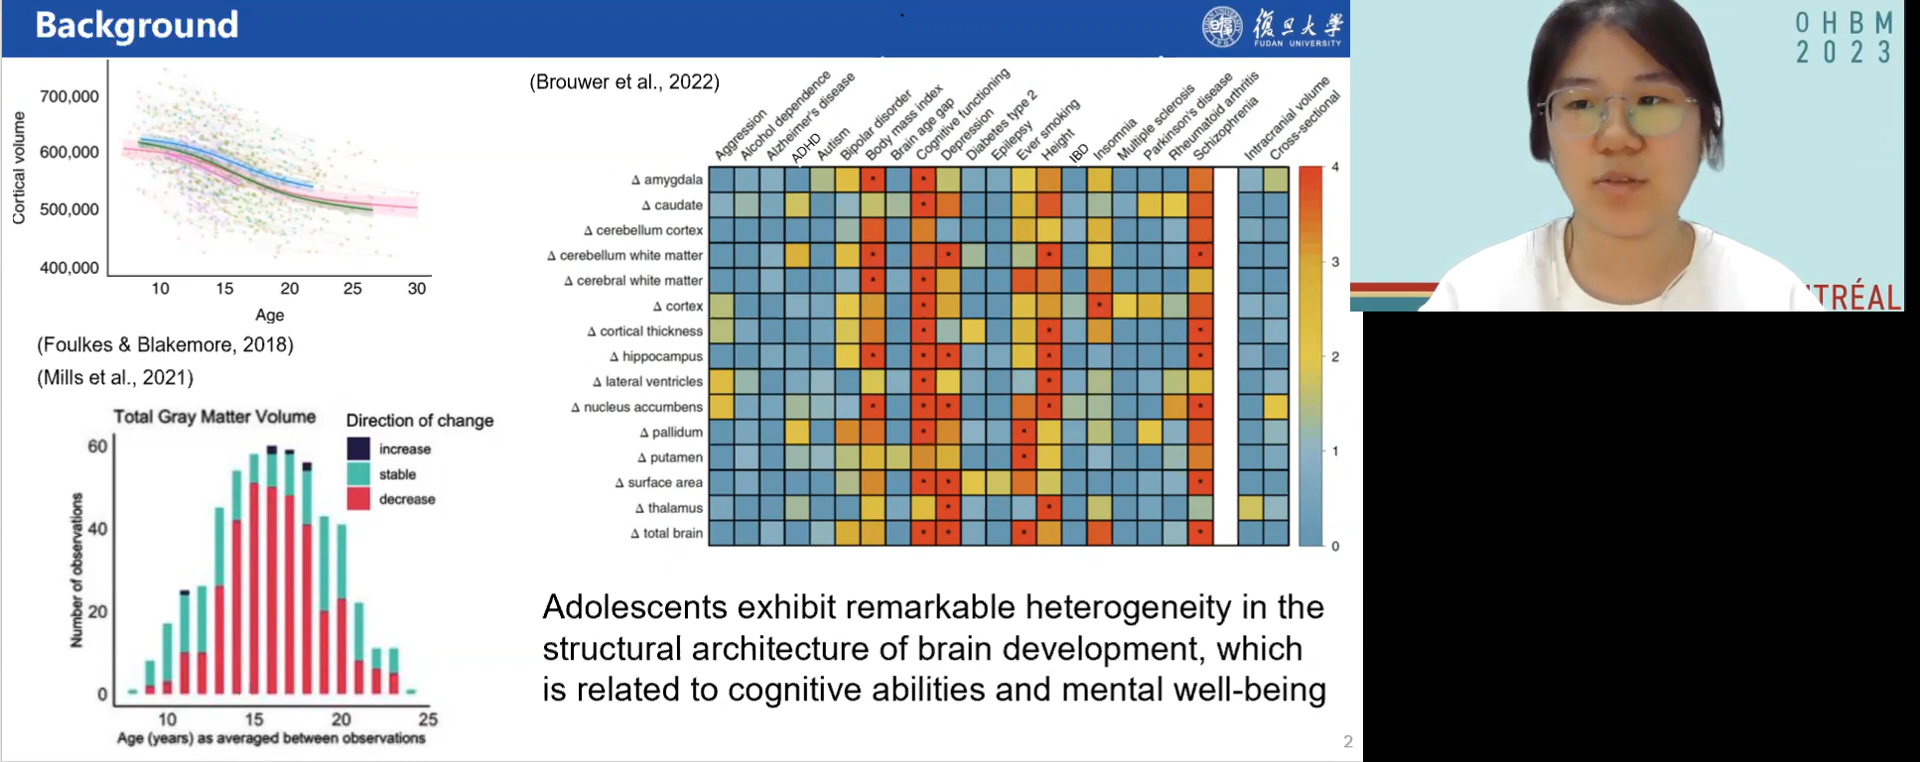 Background
復旦大學
FUDAN UNIVERSITY
OHBM
2023
TRÉAL
Cortical volume
700,000
600,000
500,000
400,000
10 15 20 25 30
Age
(Foulkes & Blakemore, 2018)
(Mills et al., 2021)
Total Gray Matter Volume
Direction of change
increase
stable
decrease
Number of observations
60
40
20
0
10 15 20 25
Age (years) as averaged between observations
(Brouwer et al., 2022)
Aggression
Alcohol dependence
Alzheimer's disease
ADHD
Autism
Bipolar disorder
Body mass index
Brain age gap
Cognitive functioning
Depression
Diabetes type 2
Epilepsy
Ever smoking
Height
IBD
Insomnia
Multiple sclerosis
Parkinson's disease
Rheumatoid arthritis
Schizophrenia
Intracranial volume
Cross-sectional
Δ amygdala
Δ caudate
Δ cerebellum cortex
Δ cerebellum white matter
Δ cerebral white matter
Δ cortex
Δ cortical thickness
Δ hippocampus
Δ lateral ventricles
Δ nucleus accumbens
Δ pallidum
Δ putamen
Δ surface area
Δ thalamus
Δ total brain
4
3
2
1
0
Adolescents exhibit remarkable heterogeneity in the
structural architecture of brain development, which
is related to cognitive abilities and mental well-being
2